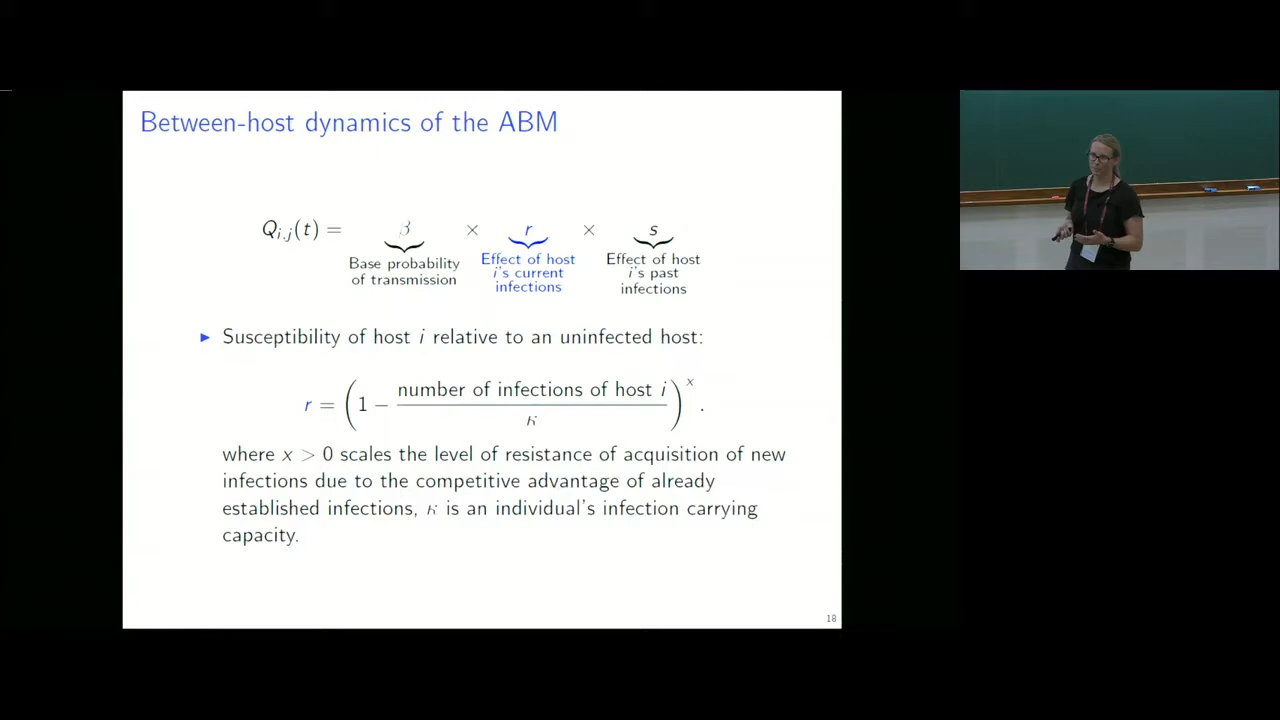 Between-host dynamics of the ABM
Q_{i,j}(t) = β × r × s
Base probability of transmission
Effect of host i's current infections
Effect of host i's past infections
▶ Susceptibility of host i relative to an uninfected host:
r = (1 − number of infections of host i / κ)^x .
where x > 0 scales the level of resistance of acquisition of new
infections due to the competitive advantage of already
established infections, κ is an individual's infection carrying
capacity.
18